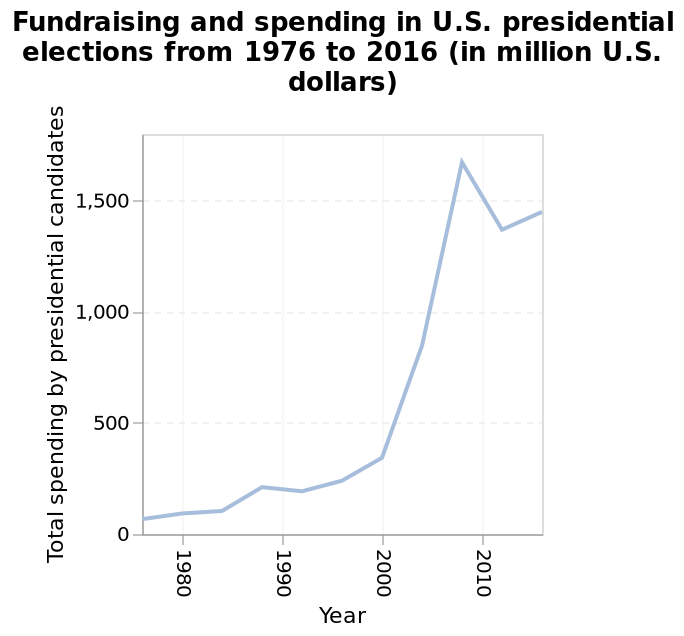 Fundraising and spending in U.S. presidential
elections from 1976 to 2016 (in million U.S.
dollars)
Total spending by presidential candidates
1,500
1,000
500
0
1980
1990
2000
2010
Year